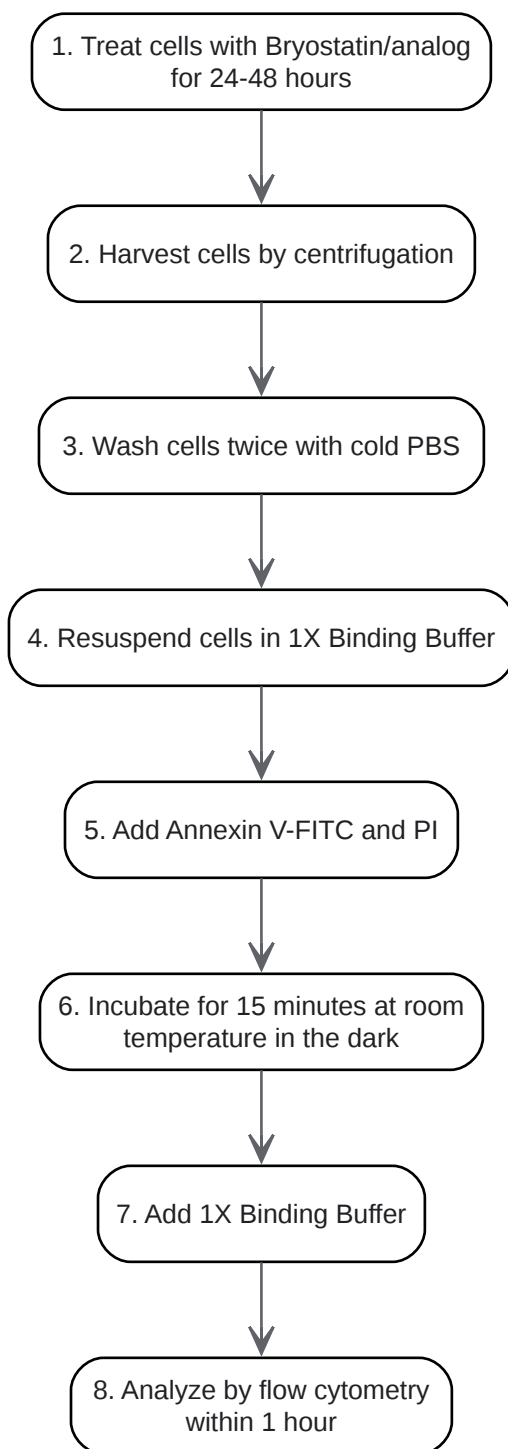 1. Treat cells with Bryostatin/analog
for 24-48 hours
2. Harvest cells by centrifugation
3. Wash cells twice with cold PBS
4. Resuspend cells in 1X Binding Buffer
5. Add Annexin V-FITC and PI
6. Incubate for 15 minutes at room
temperature in the dark
7. Add 1X Binding Buffer
8. Analyze by flow cytometry
within 1 hour